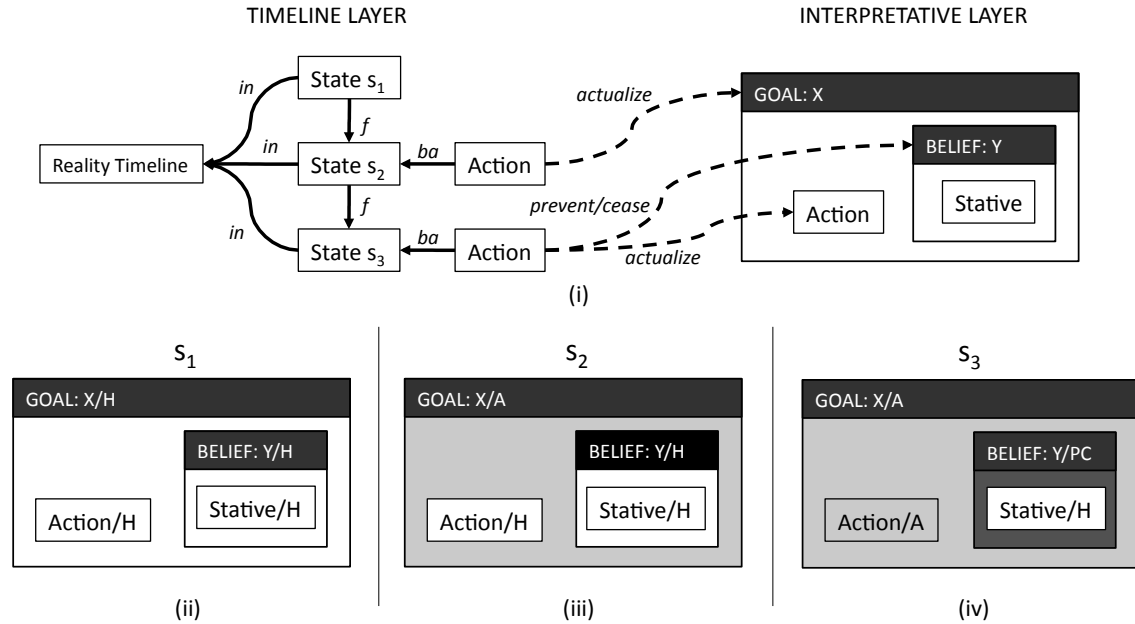 TIMELINE LAYER
INTERPRETATIVE LAYER
State s1
in
f
actualize
GOAL: X
Reality Timeline
in
State s2
ba
Action
BELIEF: Y
Stative
f
prevent/cease
Action
in
State s3
ba
Action
actualize
(i)
s1
GOAL: X/H
BELIEF: Y/H
Stative/H
Action/H
(ii)
s2
GOAL: X/A
BELIEF: Y/H
Stative/H
Action/H
(iii)
s3
GOAL: X/A
BELIEF: Y/PC
Stative/H
Action/A
(iv)